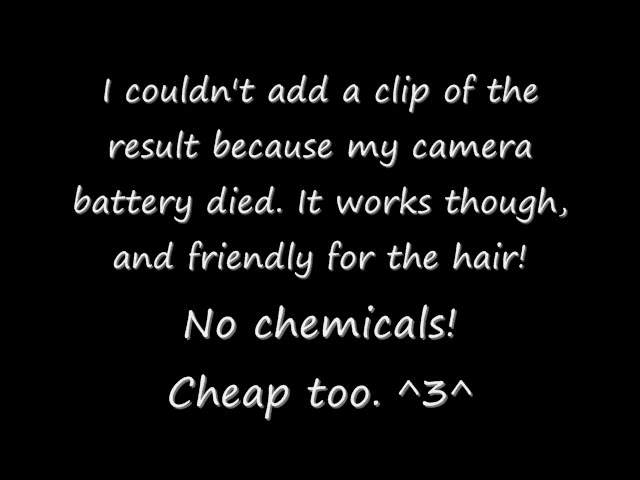 I couldn't add a clip of the
result because my camera
battery died. It works though,
and friendly for the hair!
No chemicals!
Cheap too. ^3^